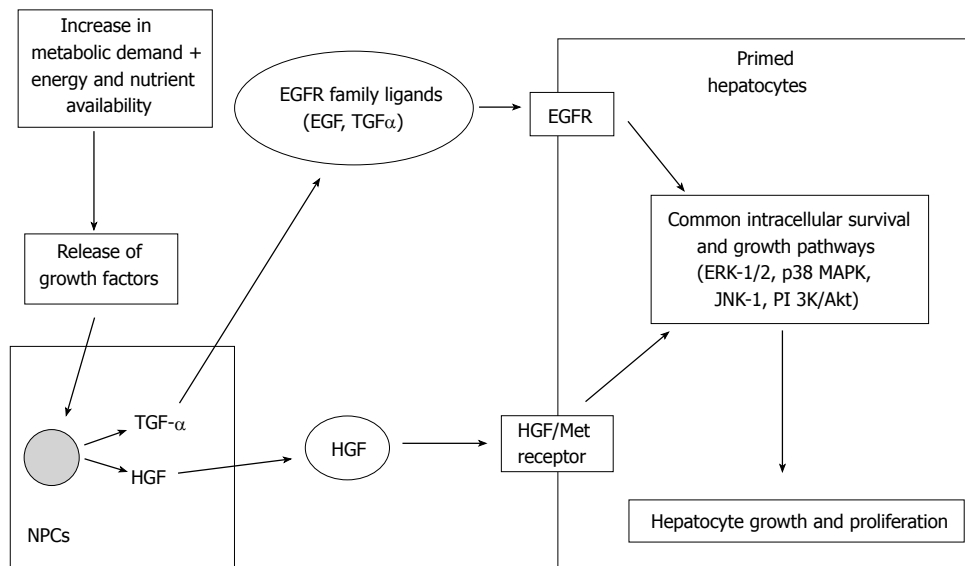 Increase in
metabolic demand +
energy and nutrient
availability
Release of
growth factors
TGF-α
HGF
NPCs
EGFR family ligands
(EGF, TGFα)
HGF
EGFR
HGF/Met
receptor
Primed
hepatocytes
Common intracellular survival
and growth pathways
(ERK-1/2, p38 MAPK,
JNK-1, PI 3K/Akt)
Hepatocyte growth and proliferation